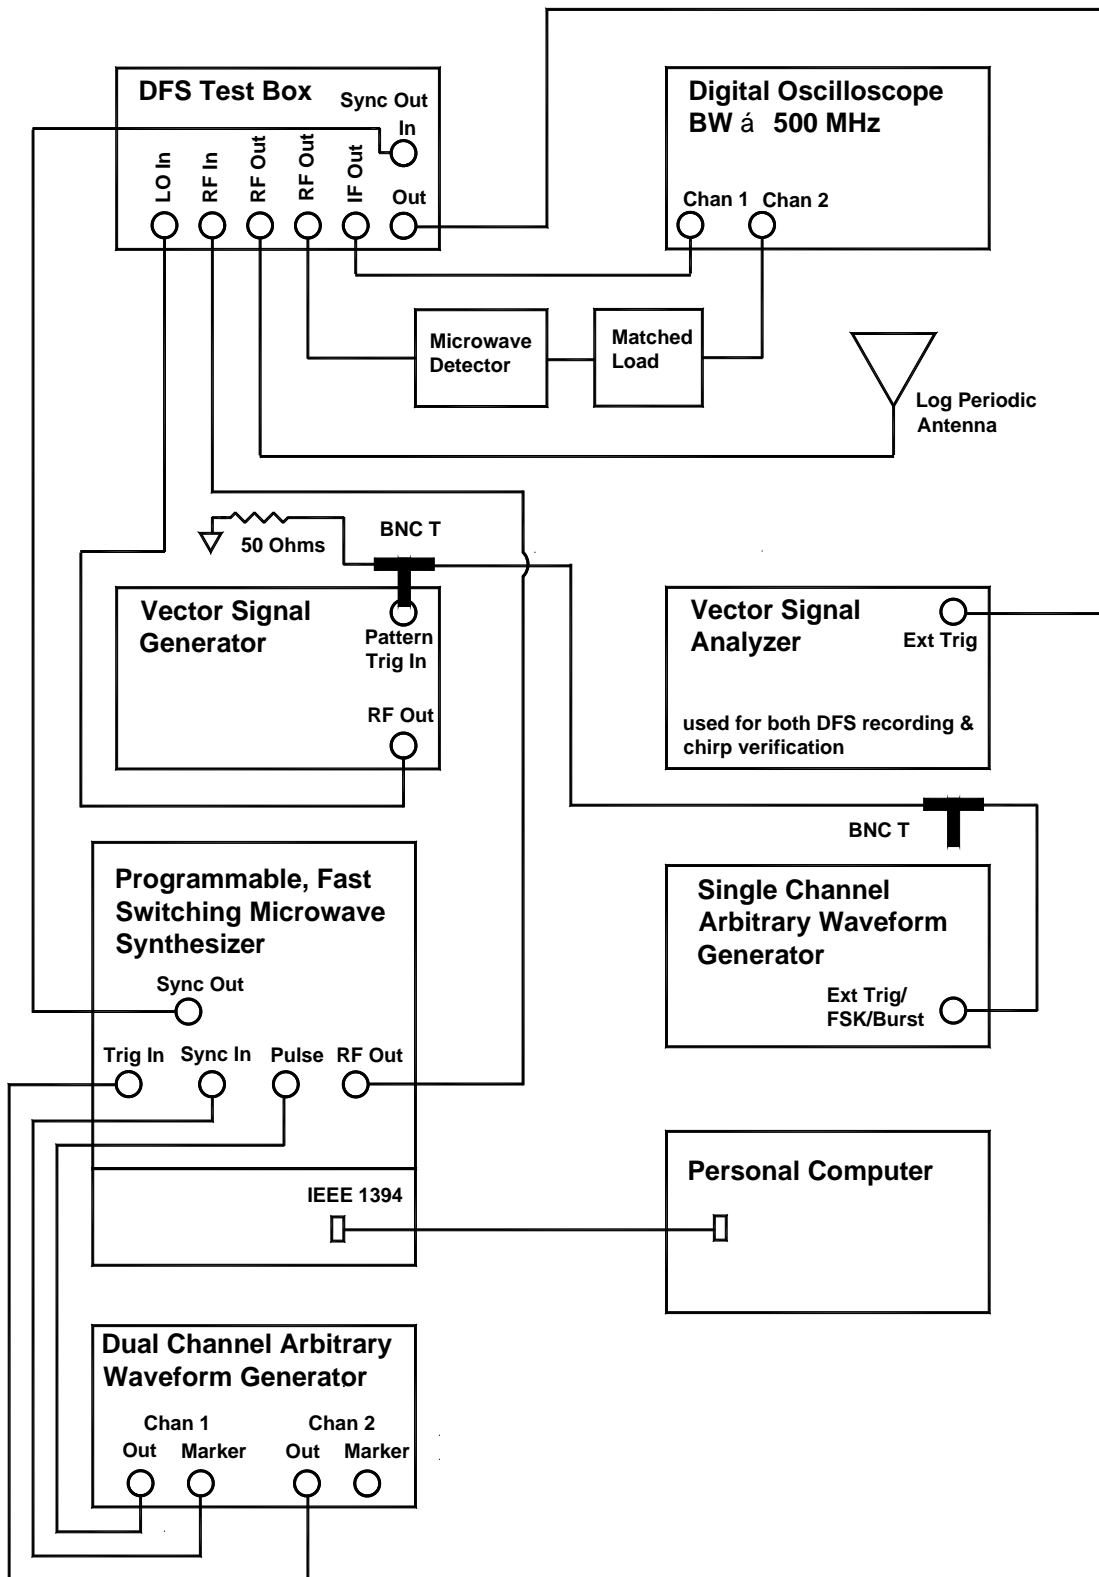 DFS Test Box
Sync Out
In
LO In
RF In
RF Out
RF Out
IF Out
Out
Digital Oscilloscope
BW á 500 MHz
Chan 1
Chan 2
Microwave
Detector
Matched
Load
Log Periodic
Antenna
50 Ohms
BNC T
Vector Signal
Generator
Pattern
Trig In
RF Out
Vector Signal
Analyzer
Ext Trig
used for both DFS recording &
chirp verification
BNC T
Programmable, Fast
Switching Microwave
Synthesizer
Sync Out
Trig In
Sync In
Pulse
RF Out
IEEE 1394
Single Channel
Arbitrary Waveform
Generator
Ext Trig/
FSK/Burst
Personal Computer
Dual Channel Arbitrary
Waveform Generator
Chan 1
Chan 2
Out
Marker
Out
Marker